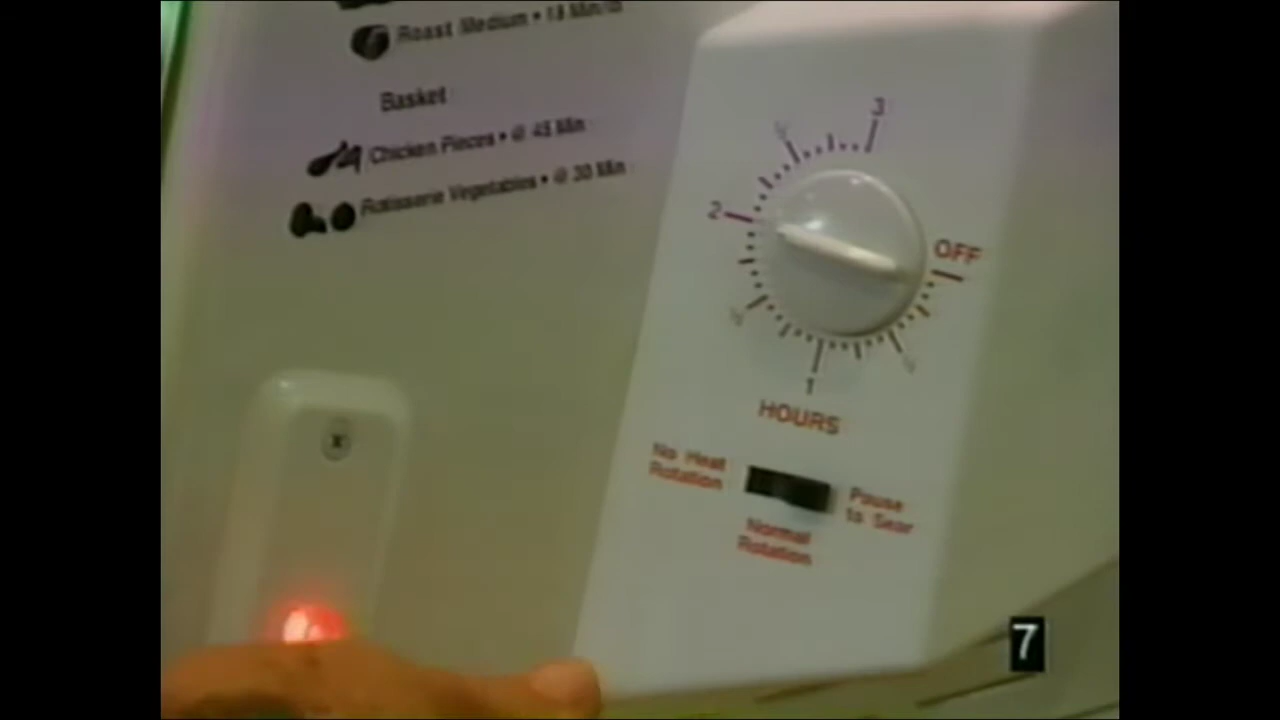 Roast Medium • 18 Min/lb
Basket
Chicken Pieces • @ 45 Min
Rotisserie Vegetables • @ 30 Min
3
2
OFF
1
HOURS
No Heat
Rotation
Pause
to Sear
Normal
Rotation
7